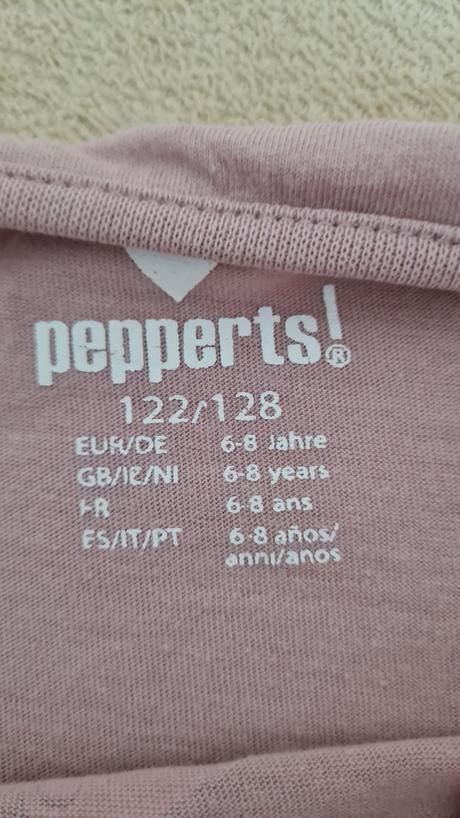 pepperts!®
122/128
EUR/DE 6-8 Jahre
GB/IE/NI 6-8 years
FR 6-8 ans
ES/IT/PT 6-8 años/
anni/anos